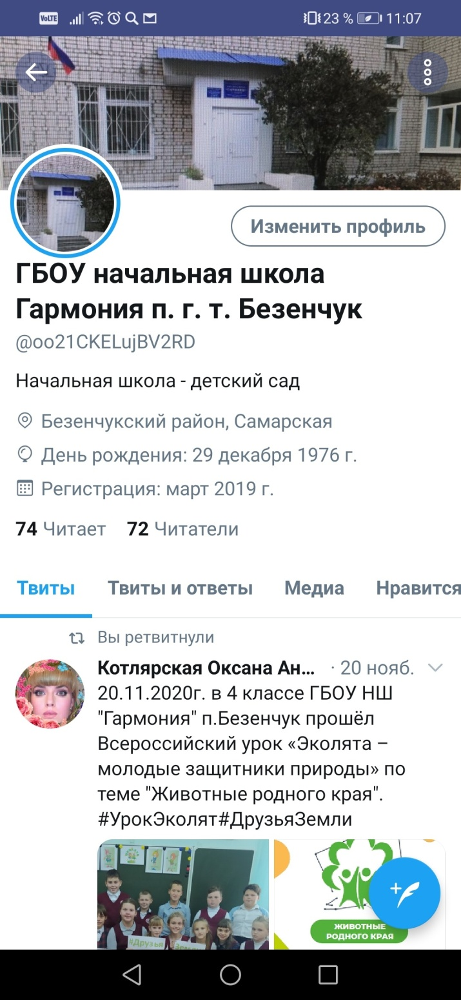 VoLTE 23 % 11:07
Изменить профиль
ГБОУ начальная школа
Гармония п. г. т. Безенчук
@oo21CKELujBV2RD
Начальная школа - детский сад
Безенчукский район, Самарская
День рождения: 29 декабря 1976 г.
Регистрация: март 2019 г.
74 Читает 72 Читатели
Твиты Твиты и ответы Медиа Нравится
Вы ретвитнули
Котлярская Оксана Ан... · 20 нояб.
20.11.2020г. в 4 классе ГБОУ НШ
"Гармония" п.Безенчук прошёл
Всероссийский урок «Эколята –
молодые защитники природы» по
теме "Животные родного края".
#УрокЭколят#ДрузьяЗемли
#Друзья Земли
ЖИВОТНЫЕ
РОДНОГО КРАЯ